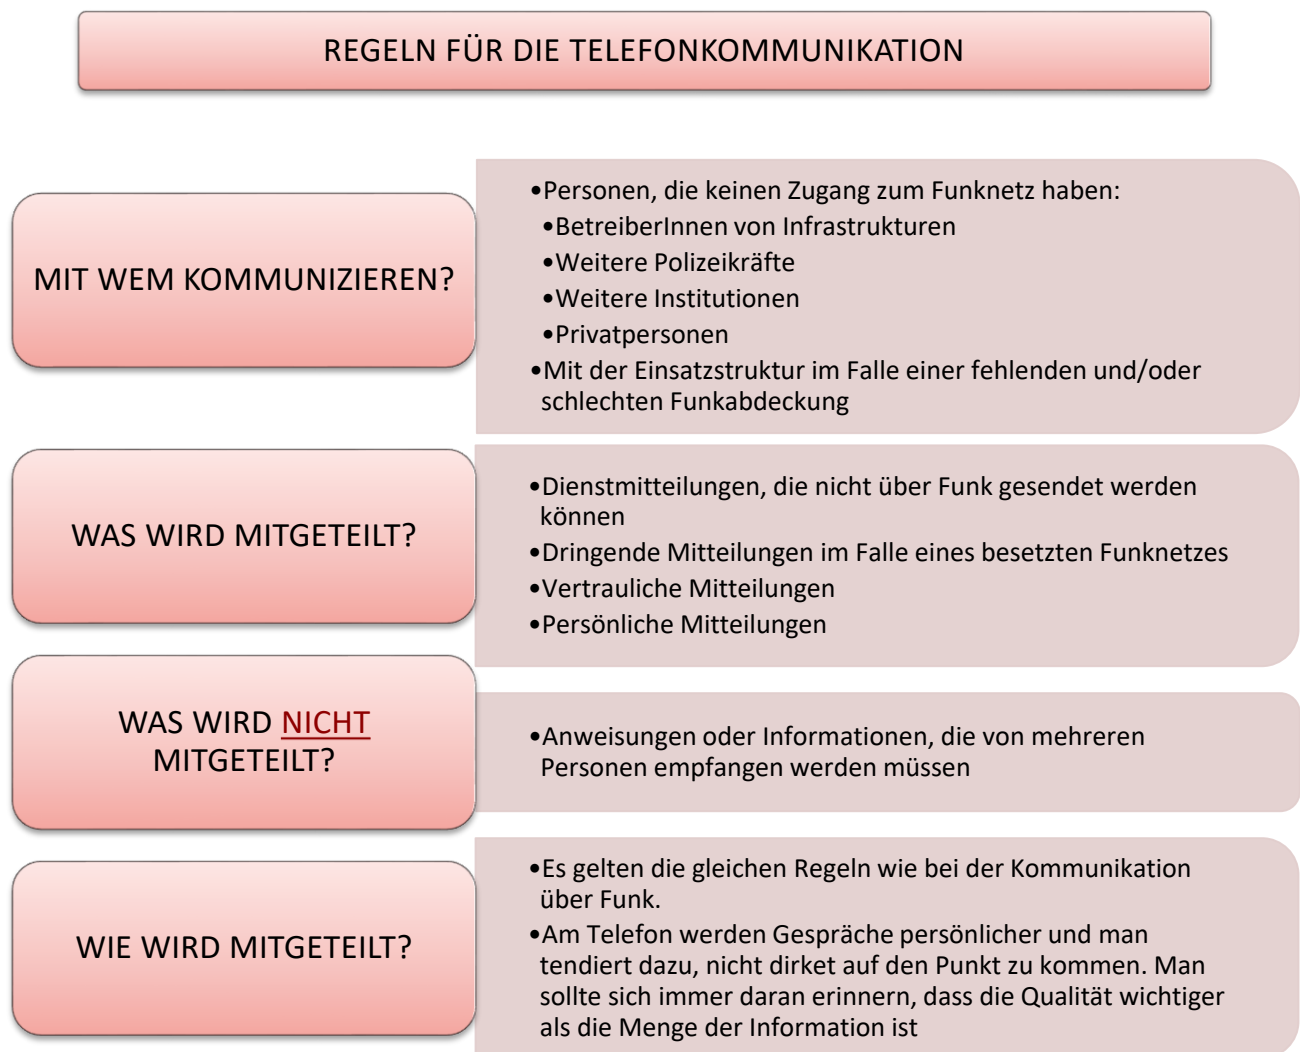 REGELN FÜR DIE TELEFONKOMMUNIKATION
MIT WEM KOMMUNIZIEREN?
•Personen, die keinen Zugang zum Funknetz haben:
•BetreiberInnen von Infrastrukturen
•Weitere Polizeikräfte
•Weitere Institutionen
•Privatpersonen
•Mit der Einsatzstruktur im Falle einer fehlenden und/oder
schlechten Funkabdeckung
WAS WIRD MITGETEILT?
•Dienstmitteilungen, die nicht über Funk gesendet werden
können
•Dringende Mitteilungen im Falle eines besetzten Funknetzes
•Vertrauliche Mitteilungen
•Persönliche Mitteilungen
WAS WIRD NICHT
MITGETEILT?
•Anweisungen oder Informationen, die von mehreren
Personen empfangen werden müssen
WIE WIRD MITGETEILT?
•Es gelten die gleichen Regeln wie bei der Kommunikation
über Funk.
•Am Telefon werden Gespräche persönlicher und man
tendiert dazu, nicht dirket auf den Punkt zu kommen. Man
sollte sich immer daran erinnern, dass die Qualität wichtiger
als die Menge der Information ist